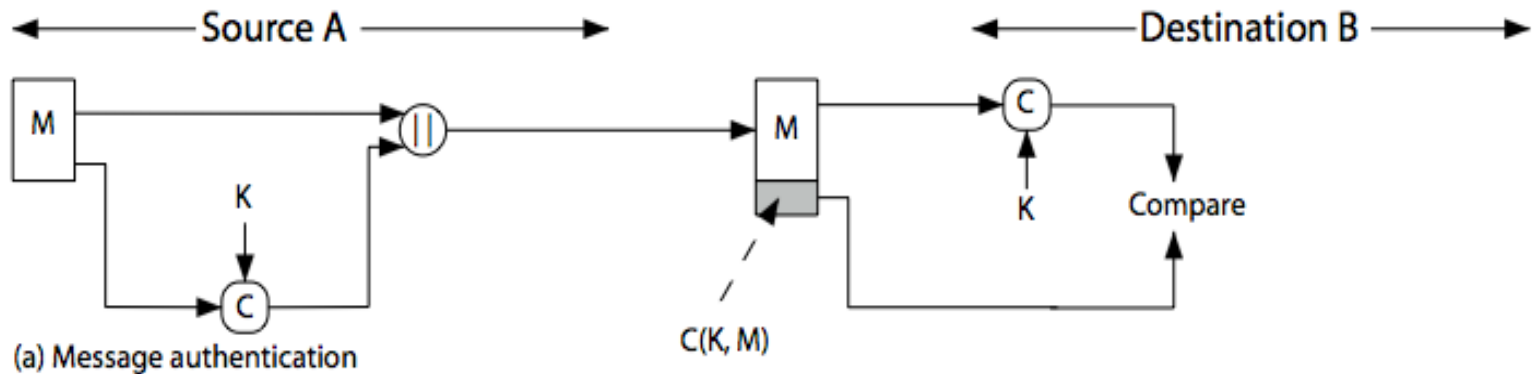 Source A
Destination B
M
||
M
C
K
K
Compare
C
C(K, M)
(a) Message authentication